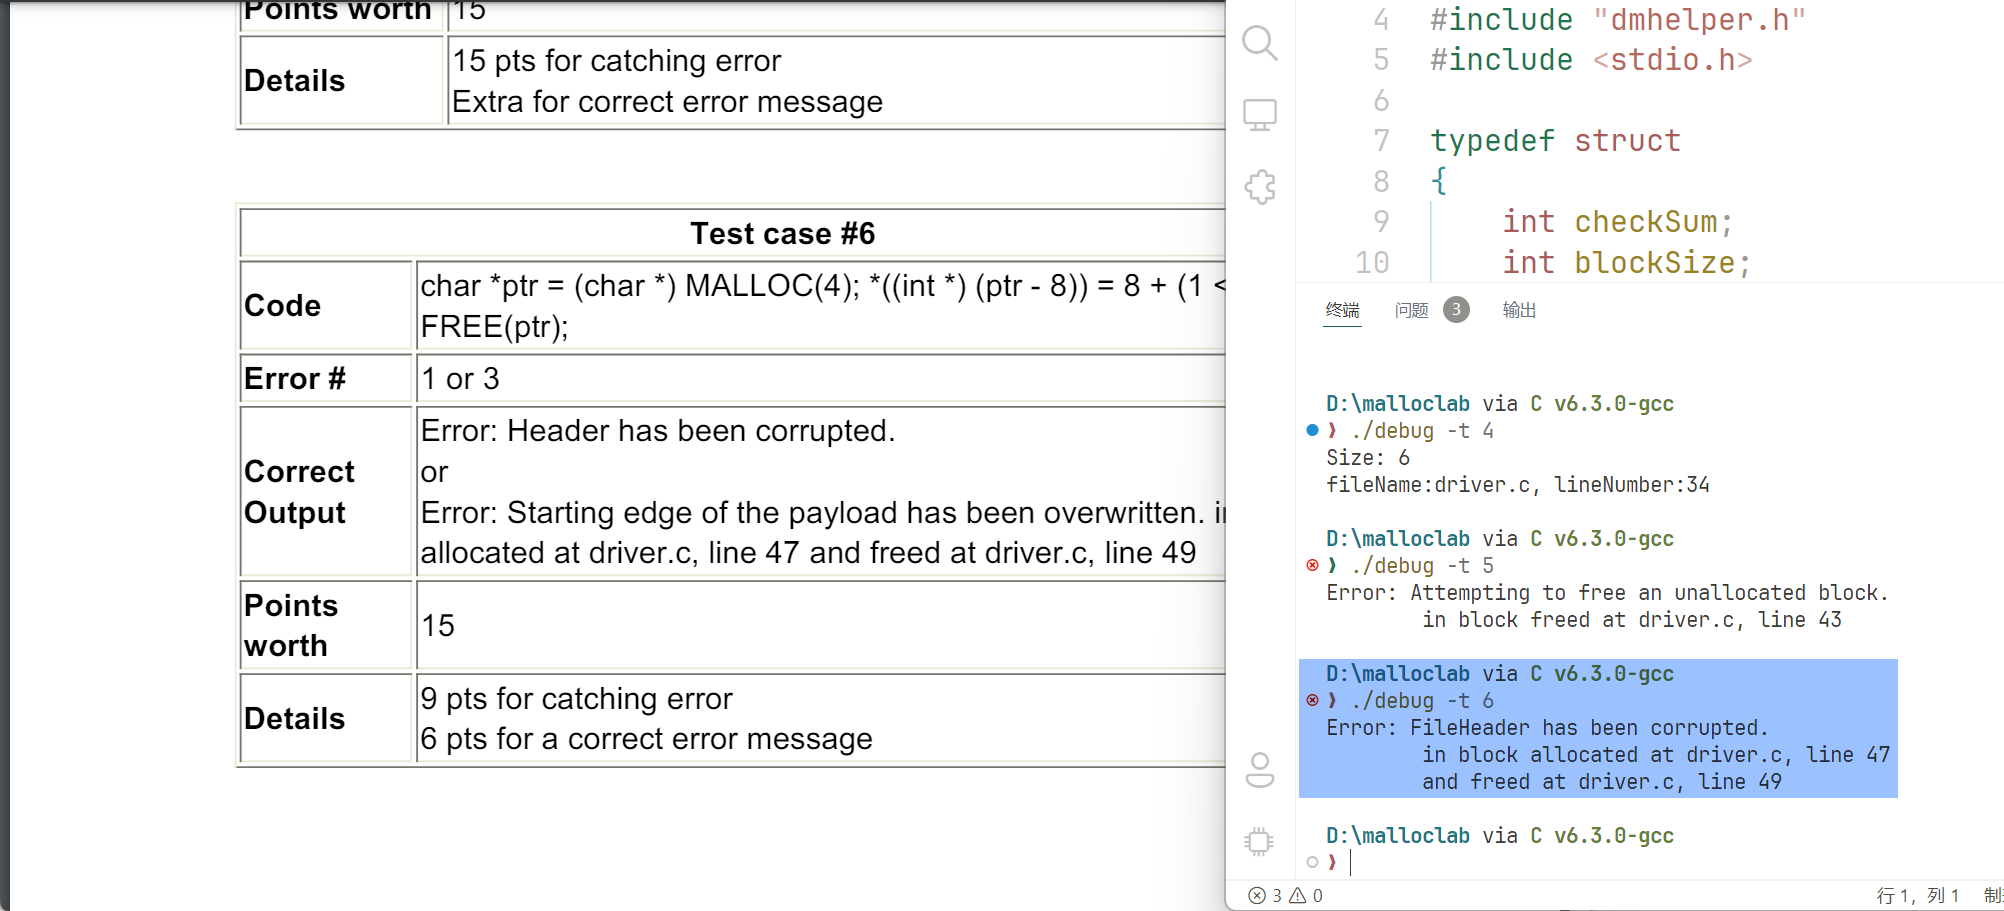 Points worth 15
Details
15 pts for catching error
Extra for correct error message
Test case #6
Code
char *ptr = (char *) MALLOC(4); *((int *) (ptr - 8)) = 8 + (1 <
FREE(ptr);
Error # 1 or 3
Correct Output
Error: Header has been corrupted.
or
Error: Starting edge of the payload has been overwritten.
allocated at driver.c, line 47 and freed at driver.c, line 49
Points worth
15
Details
9 pts for catching error
6 pts for a correct error message
4 #include "dmhelper.h"
5 #include <stdio.h>
6
7 typedef struct
8 {
9 int checkSum;
10 int blockSize;
终端 问题 3 输出
D:\malloclab via C v6.3.0-gcc
❯ ./debug -t 4
Size: 6
fileName:driver.c, lineNumber:34
D:\malloclab via C v6.3.0-gcc
❯ ./debug -t 5
Error: Attempting to free an unallocated block.
in block freed at driver.c, line 43
D:\malloclab via C v6.3.0-gcc
❯ ./debug -t 6
Error: FileHeader has been corrupted.
in block allocated at driver.c, line 47
and freed at driver.c, line 49
D:\malloclab via C v6.3.0-gcc
❯
3 0 行 1，列 1